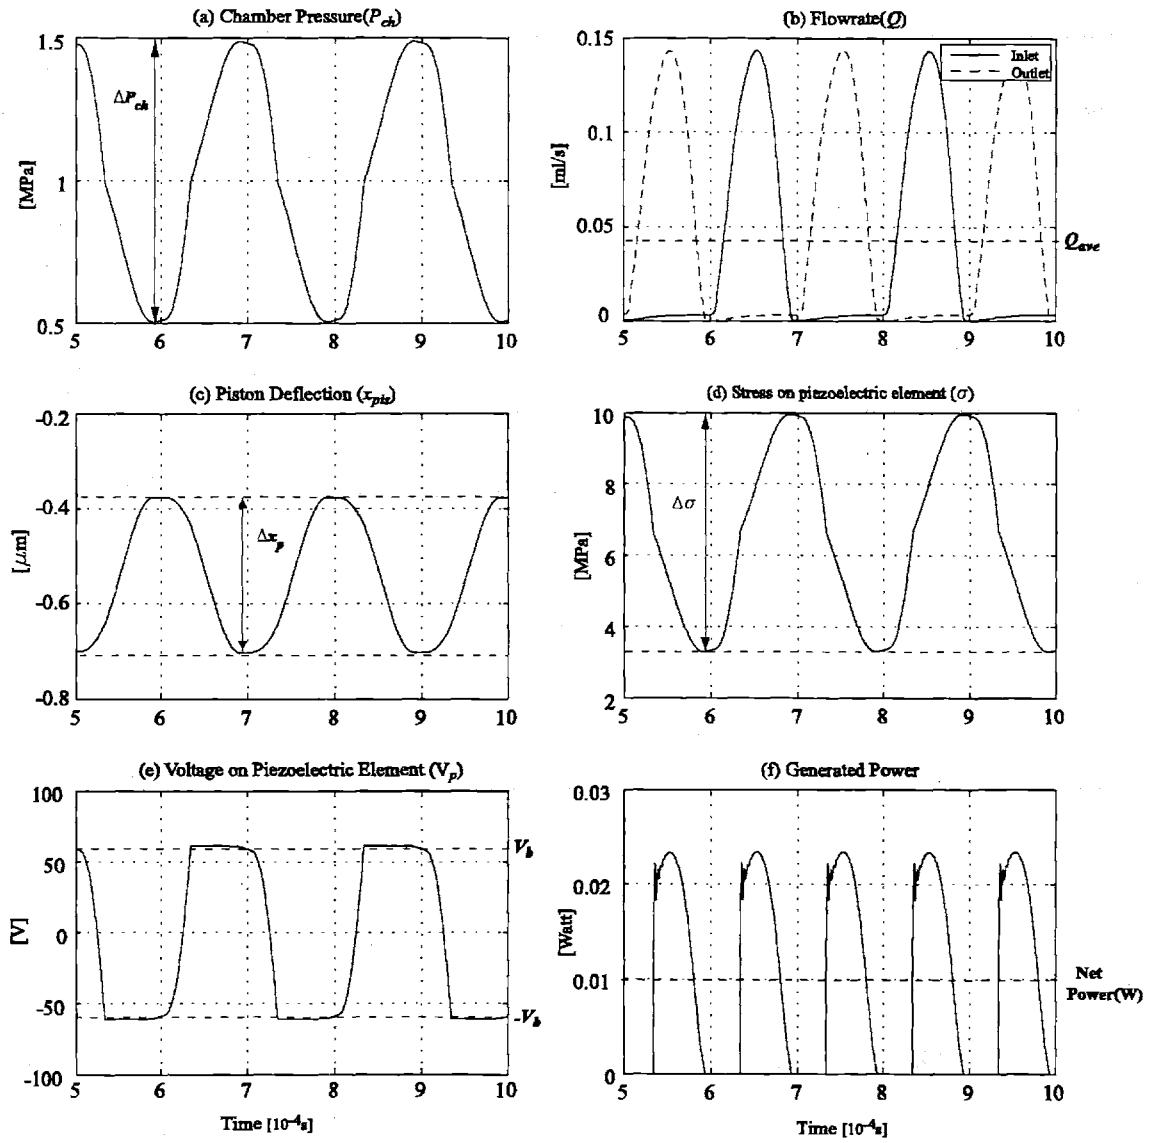 (a) Chamber Pressure(P_ch)
1.5
1
0.5
[MPa]
ΔP_ch
5 6 7 8 9 10
(b) Flowrate(Q)
0.15
0.1
0.05
0
[ml/s]
Inlet
Outlet
Q_ave
5 6 7 8 9 10
(c) Piston Deflection (x_pis)
-0.2
-0.4
-0.6
-0.8
[μm]
Δx_p
5 6 7 8 9 10
(d) Stress on piezoelectric element (σ)
10
8
6
4
2
[MPa]
Δσ
5 6 7 8 9 10
(e) Voltage on Piezoelectric Element (V_p)
100
50
0
-50
-100
[V]
V_b
-V_b
5 6 7 8 9 10
Time [10⁻⁴s]
(f) Generated Power
0.03
0.02
0.01
0
[Watt]
Net
Power(W)
5 6 7 8 9 10
Time [10⁻⁴s]